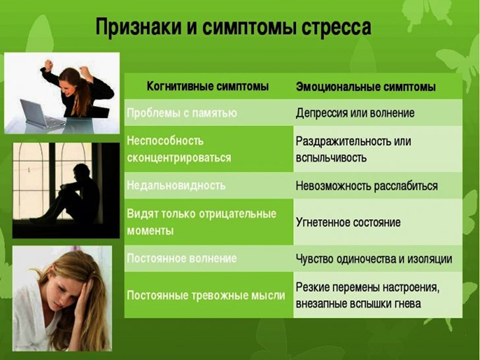 Признаки и симптомы стресса
Когнитивные симптомы
Эмоциональные симптомы
Проблемы с памятью
Депрессия или волнение
Неспособность
сконцентрироваться
Раздражительность или
вспыльчивость
Недальновидность
Невозможность расслабиться
Видят только отрицательные
моменты
Угнетенное состояние
Постоянное волнение
Чувство одиночества и изоляции
Постоянные тревожные мысли
Резкие перемены настроения,
внезапные вспышки гнева